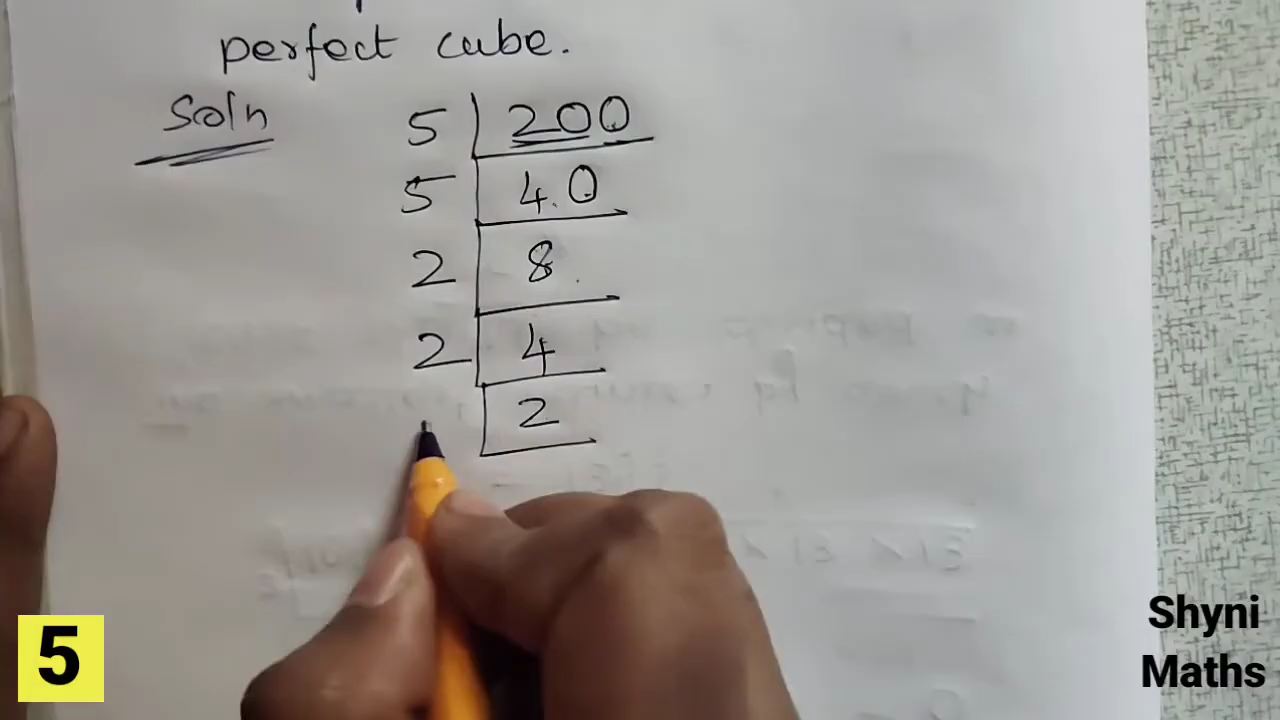 perfect cube.
Soln
5 | 200
5 | 40
2 | 8
2 | 4
| 2
5
Shyni
Maths